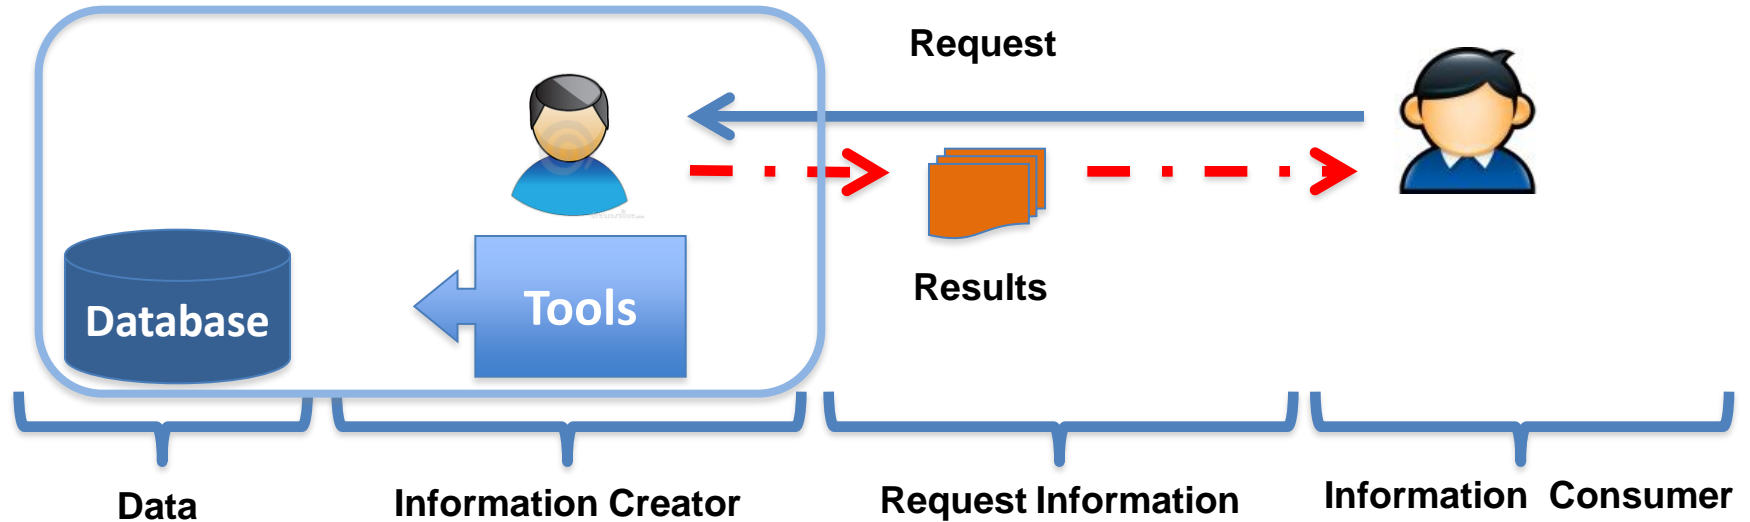 Request
Results
Database
Tools
Data
Information Creator
Request Information
Information Consumer